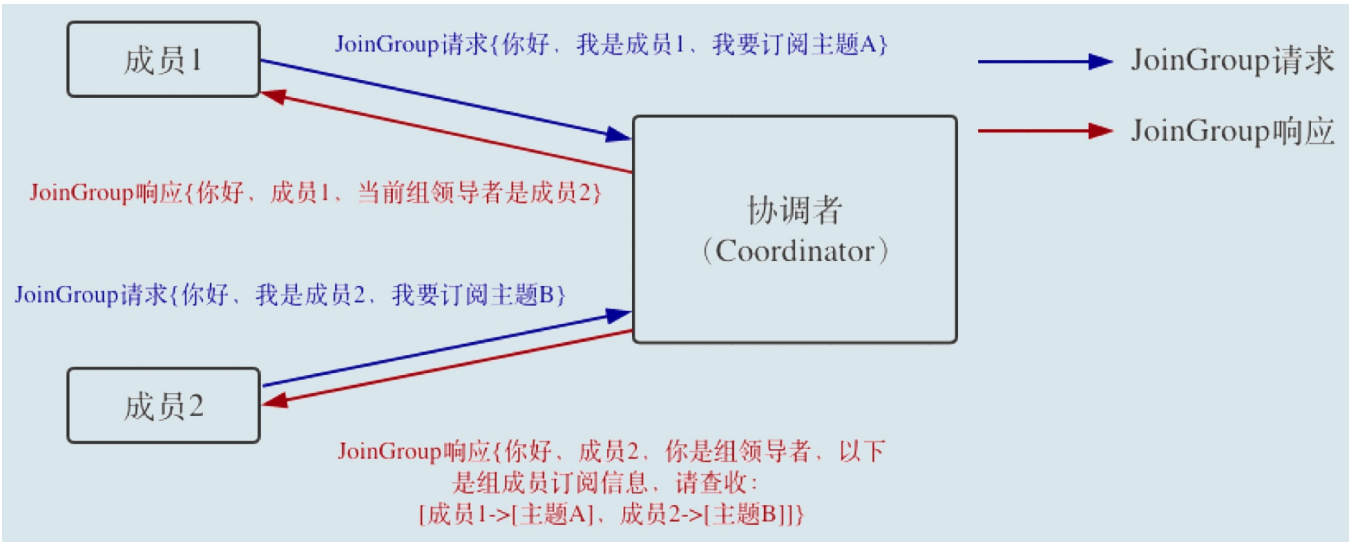 成员1
JoinGroup请求{你好，我是成员1，我要订阅主题A}
JoinGroup请求
JoinGroup响应
JoinGroup响应{你好，成员1，当前组领导者是成员2}
协调者
（Coordinator）
JoinGroup请求{你好，我是成员2，我要订阅主题B}
成员2
JoinGroup响应{你好，成员2，你是组领导者，以下
是组成员订阅信息，请查收：
[成员1->[主题A]，成员2->[主题B]]}